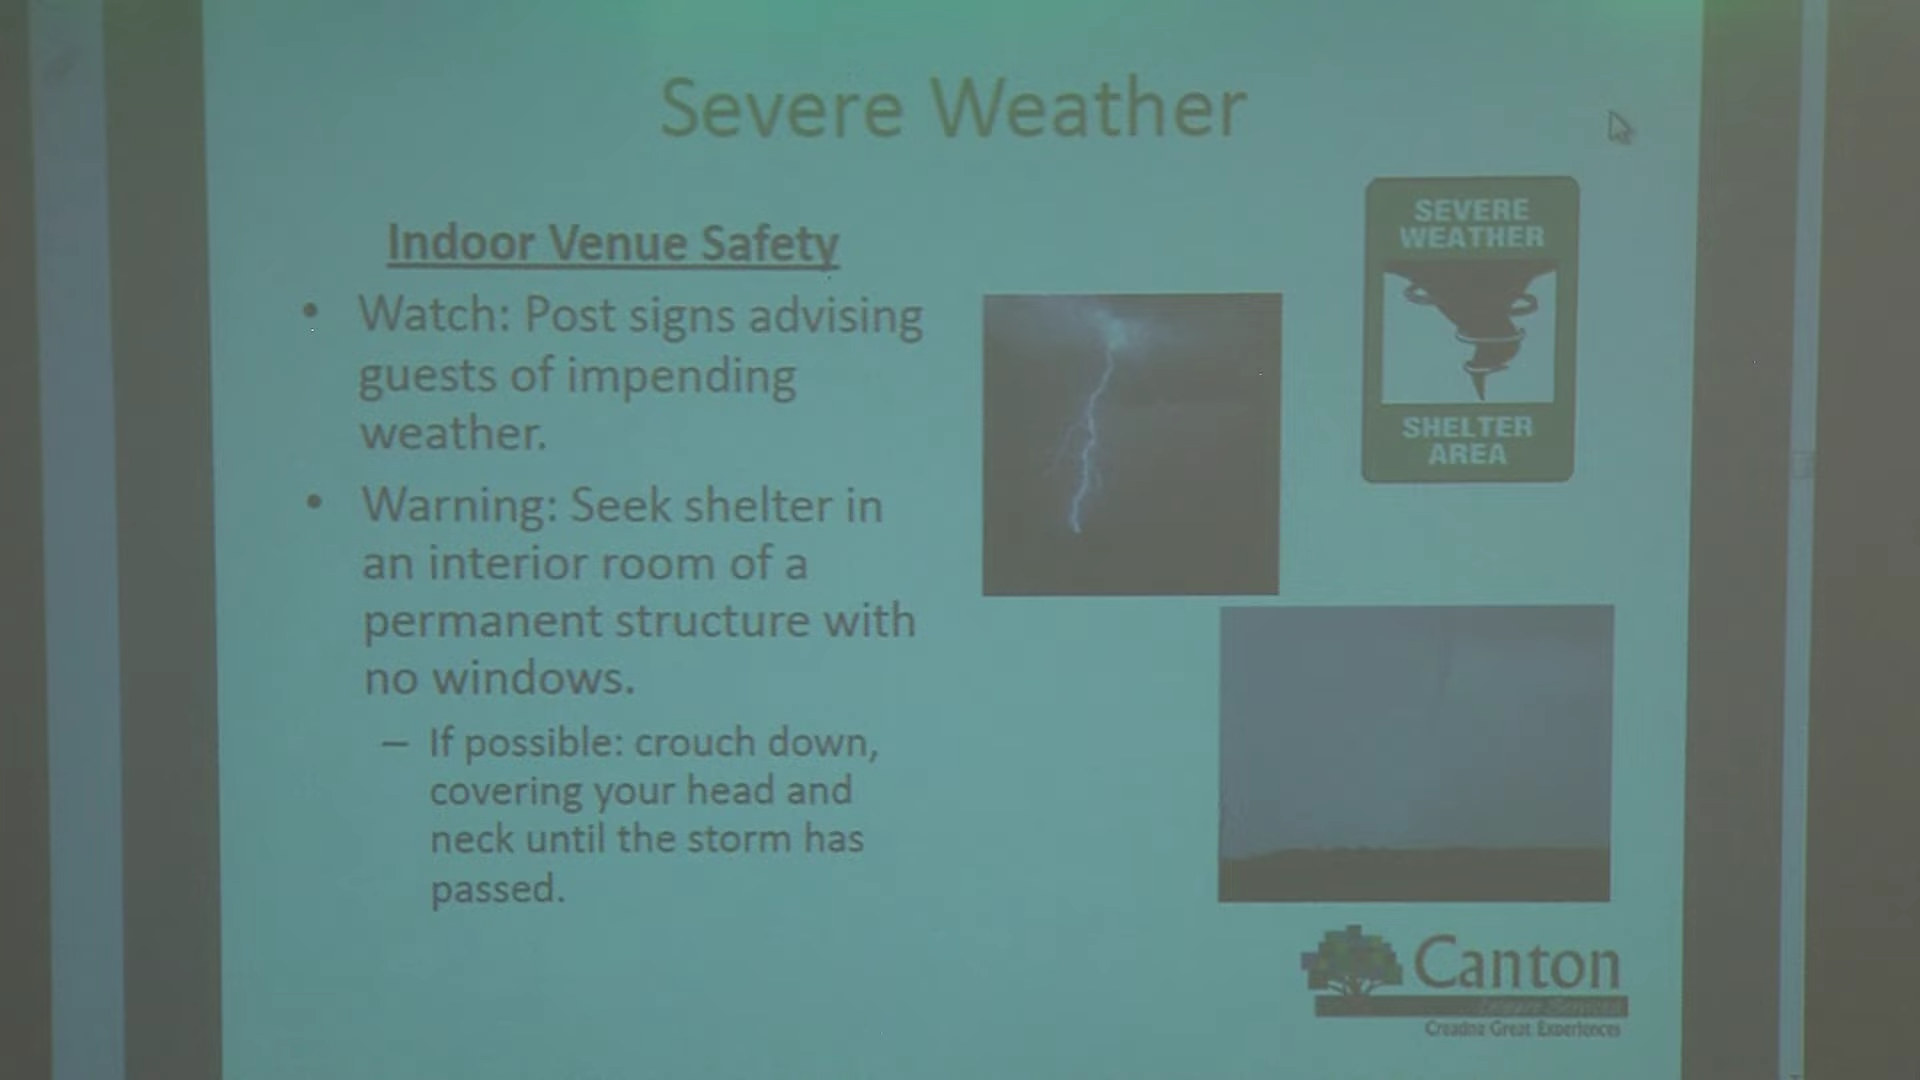 Severe Weather
Indoor Venue Safety
• Watch: Post signs advising
guests of impending
weather.
• Warning: Seek shelter in
an interior room of a
permanent structure with
no windows.
– If possible: crouch down,
covering your head and
neck until the storm has
passed.
SEVERE
WEATHER
SHELTER
AREA
Canton
Leisure Services
Creating Great Experiences